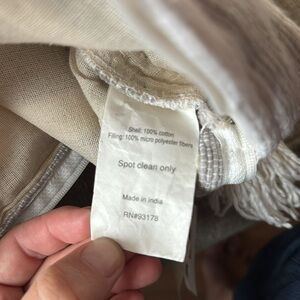 Shell: 100% cotton
Filling: 100% micro polyester fibers
Spot clean only
Made in India
RN#93178